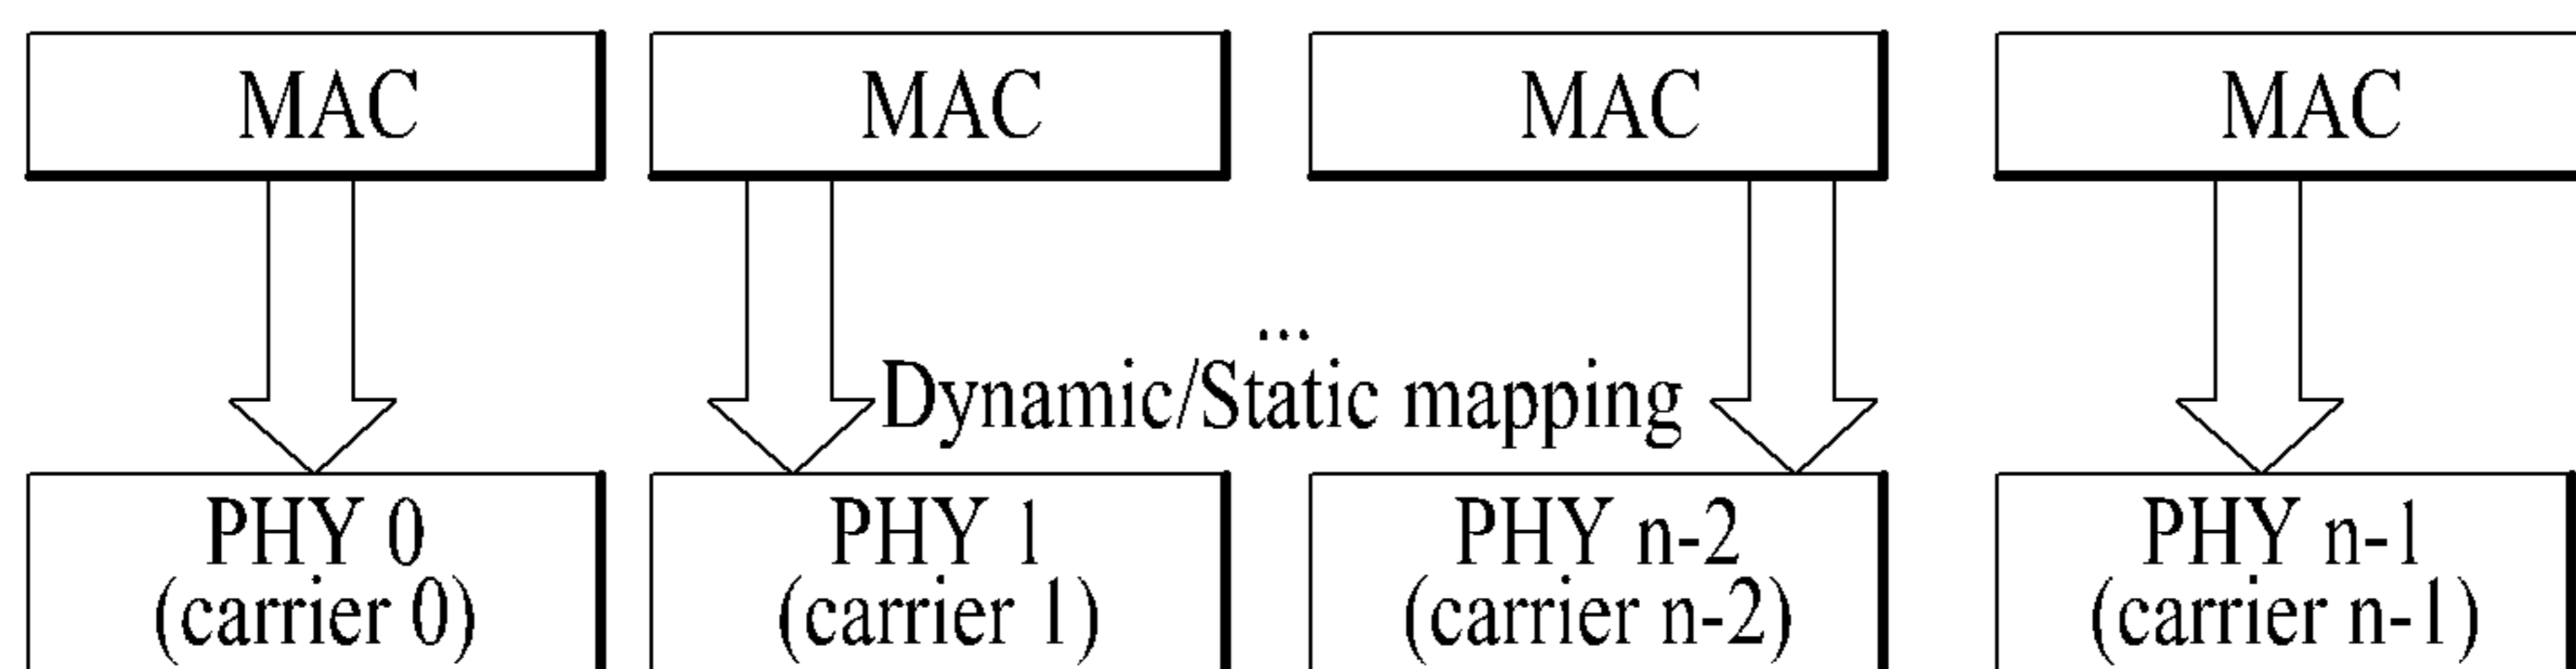 MAC MAC MAC MAC
...
Dynamic/Static mapping
PHY 0 PHY 1 PHY n-2 PHY n-1
(carrier 0) (carrier 1) (carrier n-2) (carrier n-1)